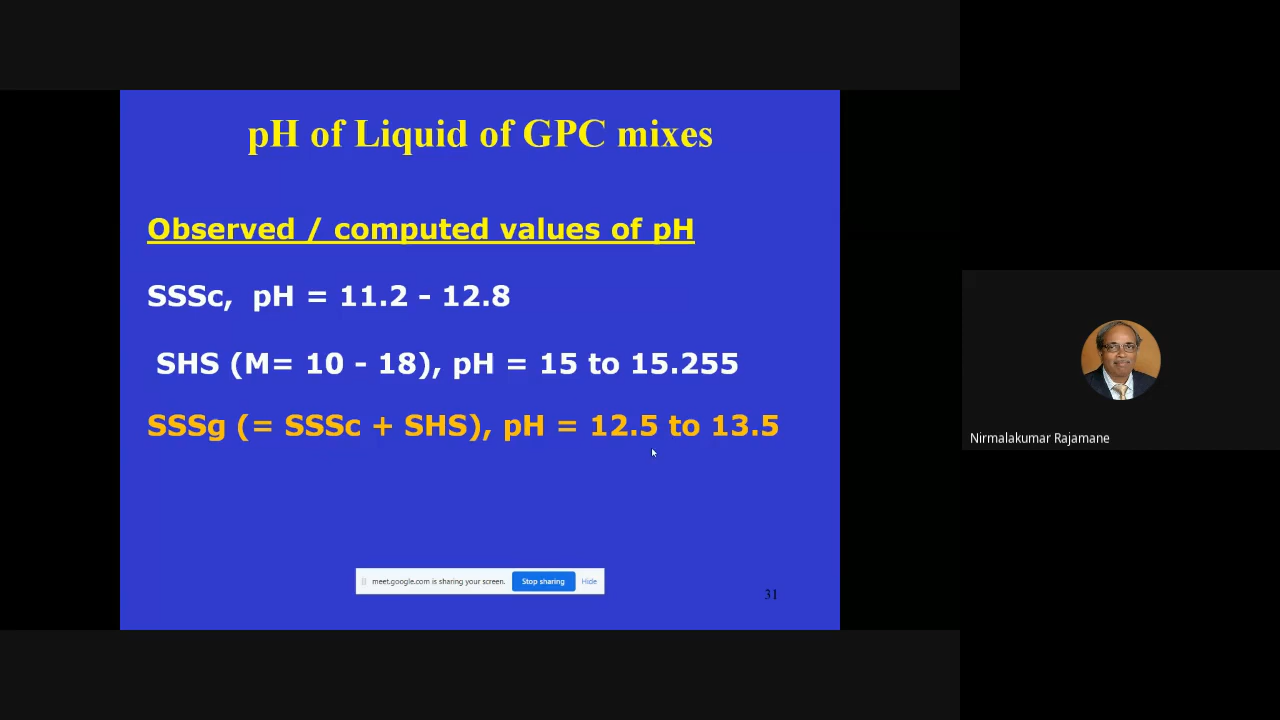 pH of Liquid of GPC mixes
Observed / computed values of pH
SSSc, pH = 11.2 - 12.8
SHS (M= 10 - 18), pH = 15 to 15.255
SSSg (= SSSc + SHS), pH = 12.5 to 13.5
meet.google.com is sharing your screen. Stop sharing Hide
31
Nirmalakumar Rajamane